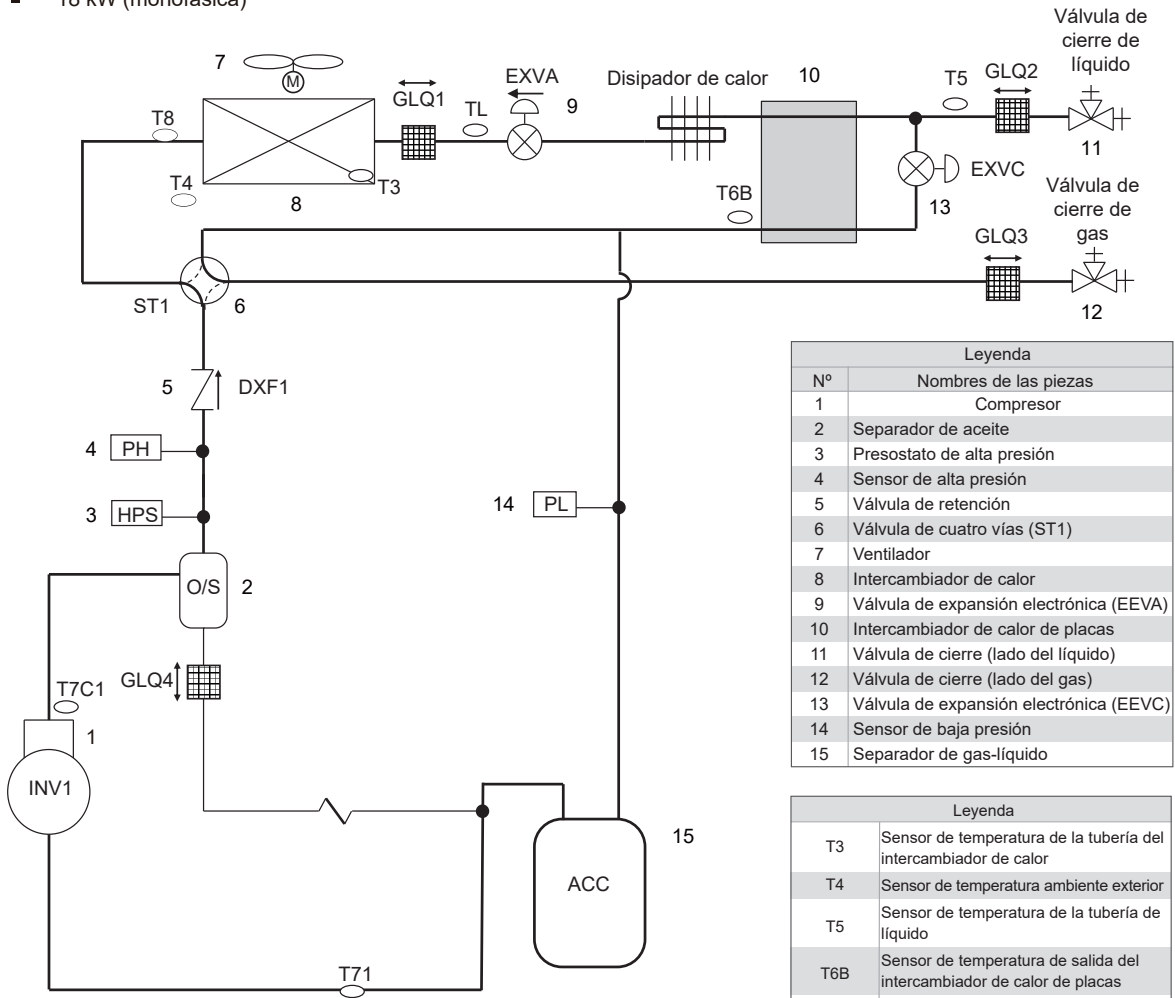 18 kW (monofásica)
Válvula de
cierre de
líquido
7
EXVA
Disipador de calor
10
T5
GLQ2
M
GLQ1
TL
9
T8
11
T4
T3
8
T6B
EXVC
13
Válvula de
cierre de
gas
GLQ3
ST1
6
12
5
DXF1
4
PH
3
HPS
14
PL
O/S
2
GLQ4
T7C1
1
INV1
15
ACC
T71
Leyenda
Nº Nombres de las piezas
1 Compresor
2 Separador de aceite
3 Presostato de alta presión
4 Sensor de alta presión
5 Válvula de retención
6 Válvula de cuatro vías (ST1)
7 Ventilador
8 Intercambiador de calor
9 Válvula de expansión electrónica (EEVA)
10 Intercambiador de calor de placas
11 Válvula de cierre (lado del líquido)
12 Válvula de cierre (lado del gas)
13 Válvula de expansión electrónica (EEVC)
14 Sensor de baja presión
15 Separador de gas-líquido
Leyenda
T3 Sensor de temperatura de la tubería del
intercambiador de calor
T4 Sensor de temperatura ambiente exterior
T5 Sensor de temperatura de la tubería de
líquido
T6B Sensor de temperatura de salida del
intercambiador de calor de placas